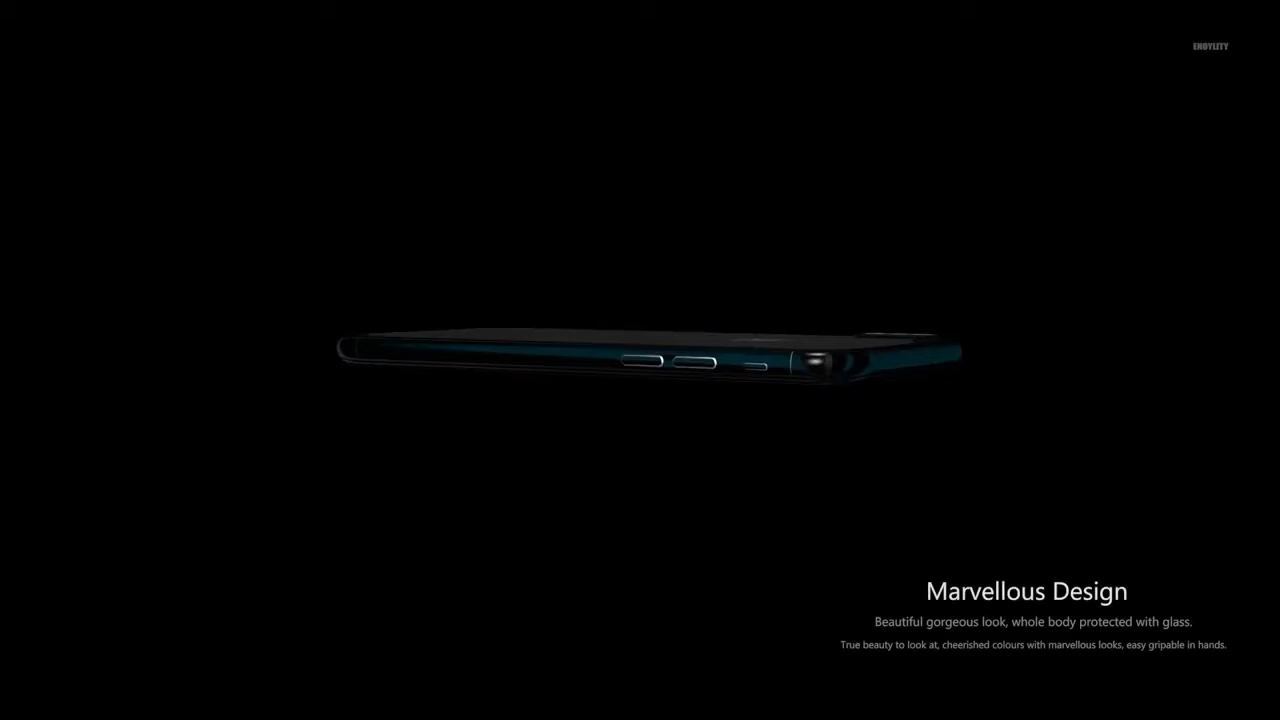 ENOYLITY
Marvellous Design
Beautiful gorgeous look, whole body protected with glass.
True beauty to look at, cheerished colours with marvellous looks, easy gripable in hands.